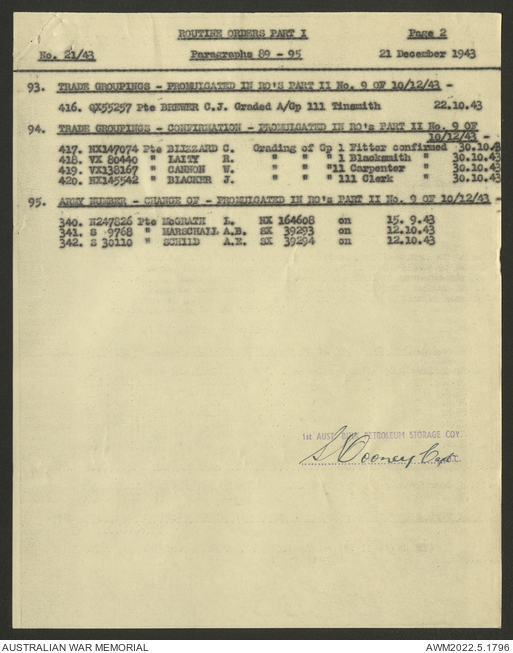 ROUTINE ORDERS PART I Page 2
No. 21/43 Paragraphs 89 - 95 21 December 1943
93. TRADE GROUPINGS - PROMULGATED IN RO'S PART II No. 9 OF 10/12/43 -
416. QX55257 Pte BREWER C.J. Graded A/Gp 111 Tinsmith 22.10.43
94. TRADE GROUPINGS - CONFIRMATION - PROMULGATED IN RO's PART II No. 9 OF
10/12/43 -
417. NX147074 Pte BLIZZARD C. Grading of Gp 1 Fitter confirmed 30.10.43
418. VX 80440 " LAITY R. " " " 1 Blacksmith " 30.10.43
419. VX138167 " CANNON W. " " " 11 Carpenter " 30.10.43
420. NX145542 " BLACKER J. " " " 111 Clerk " 30.10.43
95. ARMY NUMBER - CHANGE OF - PROMULGATED IN RO's PART II No. 9 OF 10/12/43 -
340. N247826 Pte McGRATH L. NX 164608 on 15. 9.43
341. S 9768 " MARSCHALL A.B. SX 39293 on 12.10.43
342. S 30110 " SCHILD A.E. SX 39294 on 12.10.43
1st AUST. BULK PETROLEUM STORAGE COY.
Cooney Capt.
AUSTRALIAN WAR MEMORIAL AWM2022.5.1796